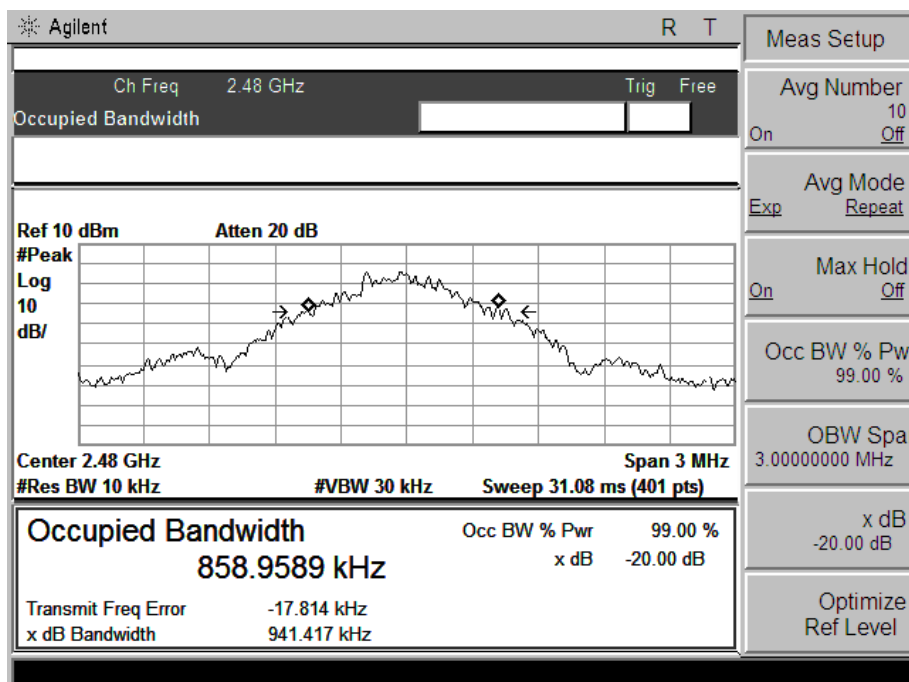 Agilent R T
Ch Freq 2.48 GHz Trig Free
Occupied Bandwidth
Ref 10 dBm Atten 20 dB
#Peak
Log
10
dB/
Center 2.48 GHz Span 3 MHz
#Res BW 10 kHz #VBW 30 kHz Sweep 31.08 ms (401 pts)
Occupied Bandwidth
858.9589 kHz
Occ BW % Pwr 99.00 %
x dB -20.00 dB
Transmit Freq Error -17.814 kHz
x dB Bandwidth 941.417 kHz
Meas Setup
Avg Number
10
On Off
Avg Mode
Exp Repeat
Max Hold
On Off
Occ BW % Pw
99.00 %
OBW Spa
3.00000000 MHz
x dB
-20.00 dB
Optimize
Ref Level